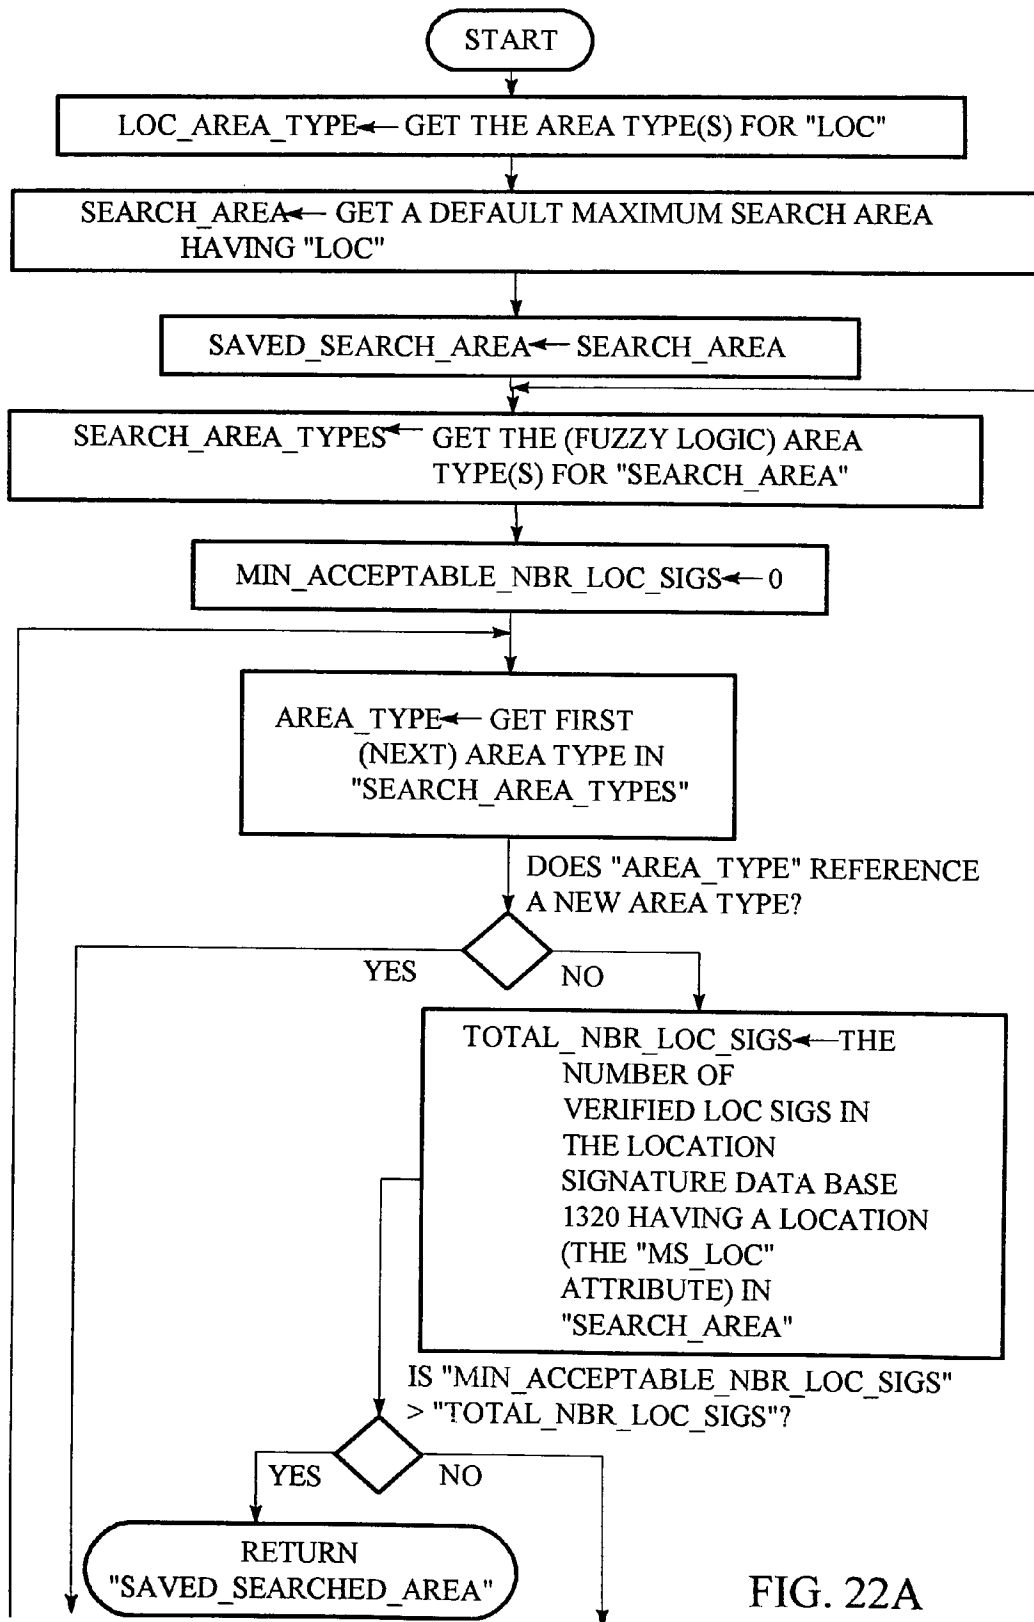 START
LOC_AREA_TYPE← GET THE AREA TYPE(S) FOR "LOC"
SEARCH_AREA← GET A DEFAULT MAXIMUM SEARCH AREA
HAVING "LOC"
SAVED_SEARCH_AREA← SEARCH_AREA
SEARCH_AREA_TYPES← GET THE (FUZZY LOGIC) AREA
TYPE(S) FOR "SEARCH_AREA"
MIN_ACCEPTABLE_NBR_LOC_SIGS← 0
AREA_TYPE← GET FIRST
(NEXT) AREA TYPE IN
"SEARCH_AREA_TYPES"
DOES "AREA_TYPE" REFERENCE
A NEW AREA TYPE?
YES
NO
TOTAL_NBR_LOC_SIGS←THE
NUMBER OF
VERIFIED LOC SIGS IN
THE LOCATION
SIGNATURE DATA BASE
1320 HAVING A LOCATION
(THE "MS_LOC"
ATTRIBUTE) IN
"SEARCH_AREA"
IS "MIN_ACCEPTABLE_NBR_LOC_SIGS"
> "TOTAL_NBR_LOC_SIGS"?
YES
NO
RETURN
"SAVED_SEARCHED_AREA"
FIG. 22A